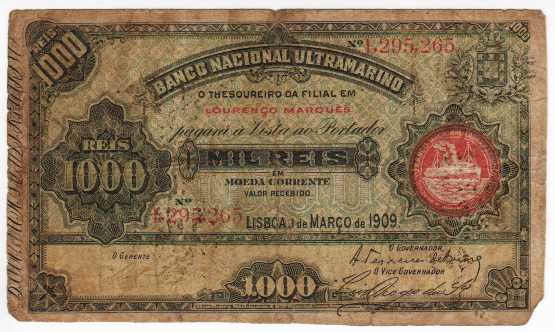 REIS 1000
1000
Nº 1,295,265
BANCO NACIONAL ULTRAMARINO
O THESOUREIRO DA FILIAL EM
LOURENÇO MARQUES
pagará á Vista ao Portador
REIS
1000
MIL REIS
EM
MOEDA CORRENTE
VALOR RECEBIDO.
Nº
1,295,265
LISBOA, 1 DE MARÇO DE 1909.
O GERENTE
O GOVERNADOR
O VICE GOVERNADOR
1000